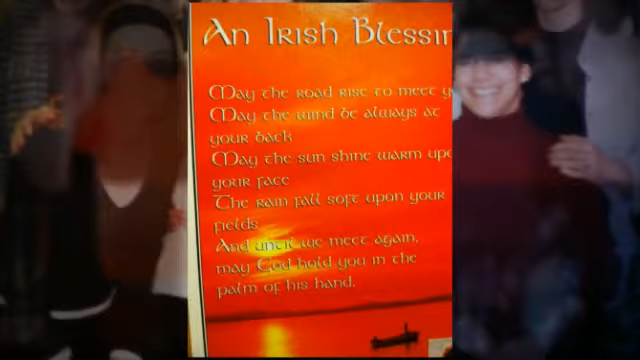 An Irish Blessin
May the road rise to meet y
May the wind be always at
your back
May the sun shine warm upo
your face
The rain fall soft upon your
fields
And until we meet again,
may God hold you in the
palm of his hand.